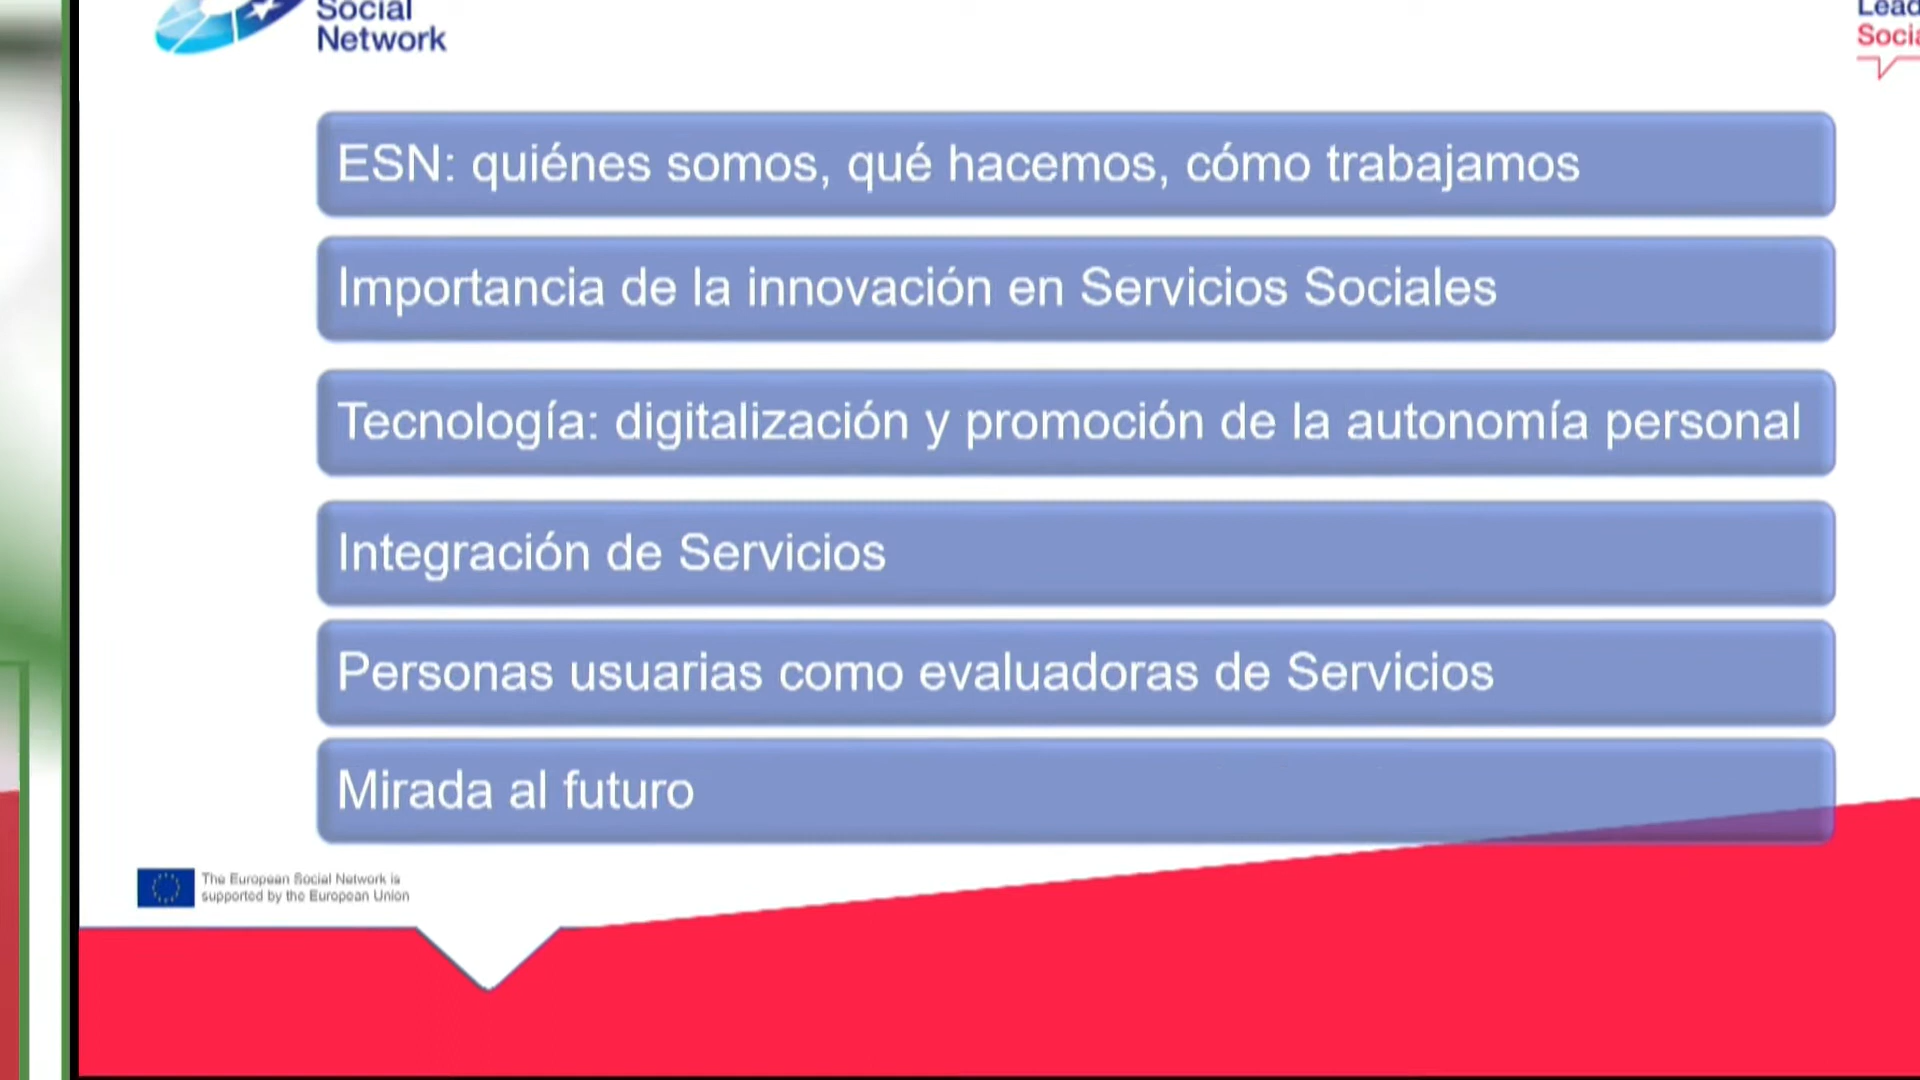 Social
Network
Lead
Socia
ESN: quiénes somos, qué hacemos, cómo trabajamos
Importancia de la innovación en Servicios Sociales
Tecnología: digitalización y promoción de la autonomía personal
Integración de Servicios
Personas usuarias como evaluadoras de Servicios
Mirada al futuro
The European Social Network is
supported by the European Union